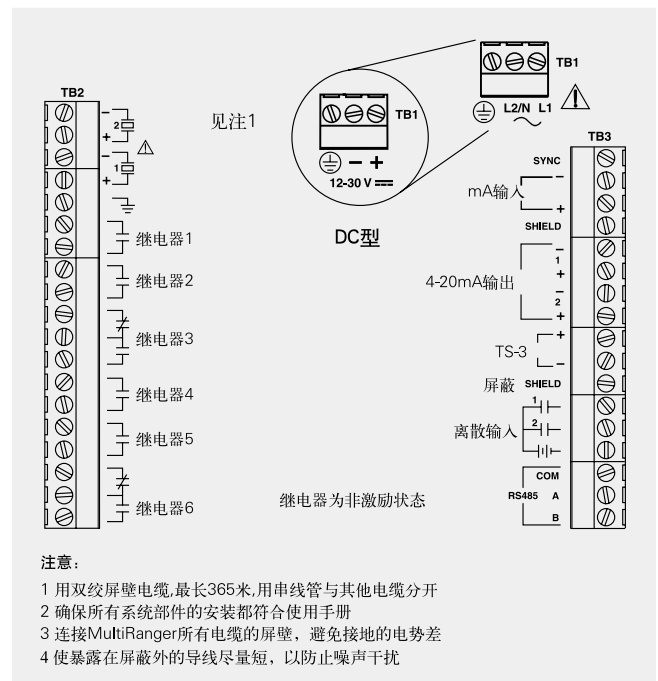 TB2
-
2
+
-
1
+
继电器1
继电器2
继电器3
继电器4
继电器5
继电器6
见注1
TB1
- +
12-30 V
DC型
TB1
L2/N L1
TB3
SYNC
-
mA输入
+
SHIELD
-
1
+
4-20mA输出
-
2
+
+
TS-3
-
屏蔽 SHIELD
1
2
离散输入
COM
RS485 A
B
继电器为非激励状态
注意:
1 用双绞屏壁电缆,最长365米,用串线管与其他电缆分开
2 确保所有系统部件的安装都符合使用手册
3 连接MultiRanger所有电缆的屏壁，避免接地的电势差
4 使暴露在屏蔽外的导线尽量短，以防止噪声干扰